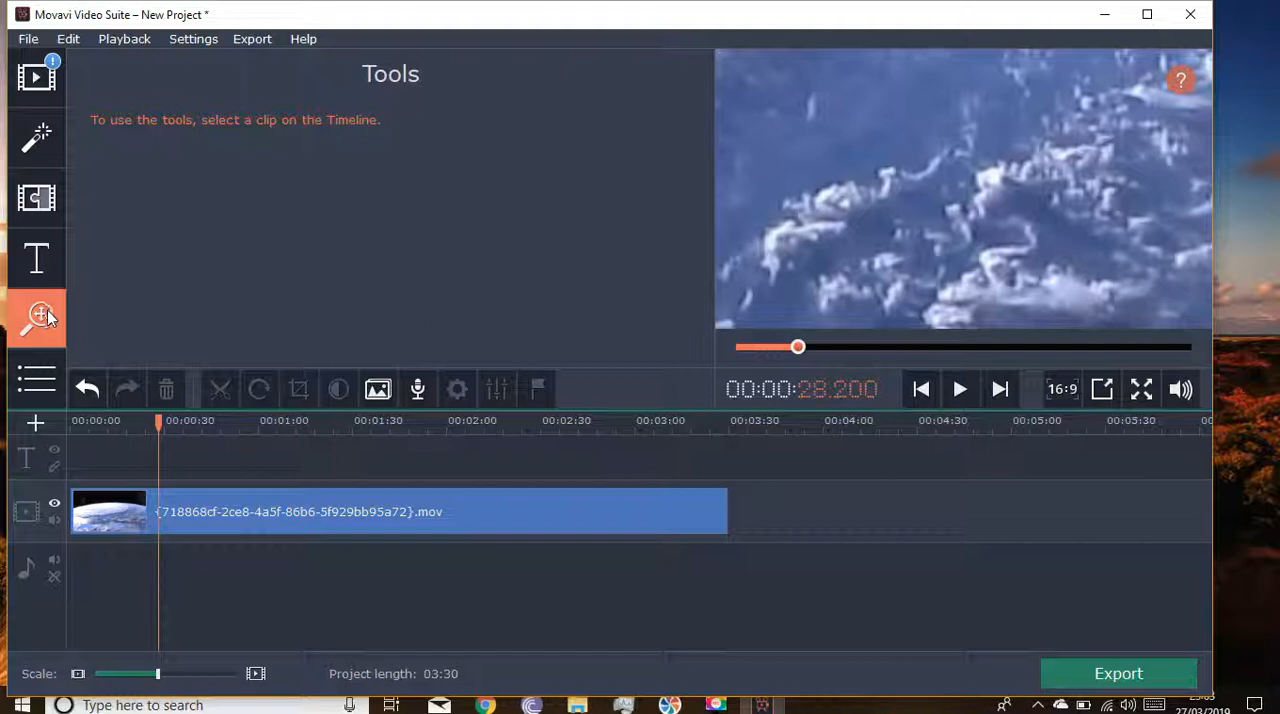 Movavi Video Suite – New Project *
File Edit Playback Settings Export Help
Tools
To use the tools, select a clip on the Timeline.
?
T
00:00:28.200
16:9
00:00:00 00:00:30 00:01:00 00:01:30 00:02:00 00:02:30 00:03:00 00:03:30 00:04:00 00:04:30 00:05:00 00:05:30
T
{718868cf-2ce8-4a5f-86b6-5f929bb95a72}.mov
Scale:
Project length: 03:30
Export
Type here to search
27/03/2019